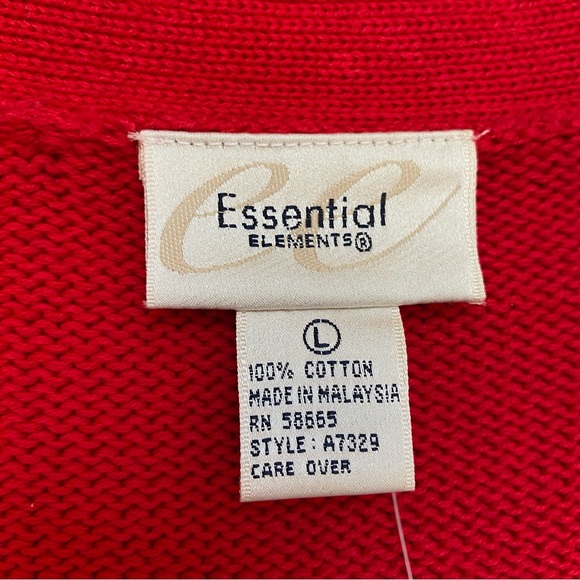 Essential
ELEMENTS®
L
100% COTTON
MADE IN MALAYSIA
RN 58665
STYLE: A7329
CARE OVER